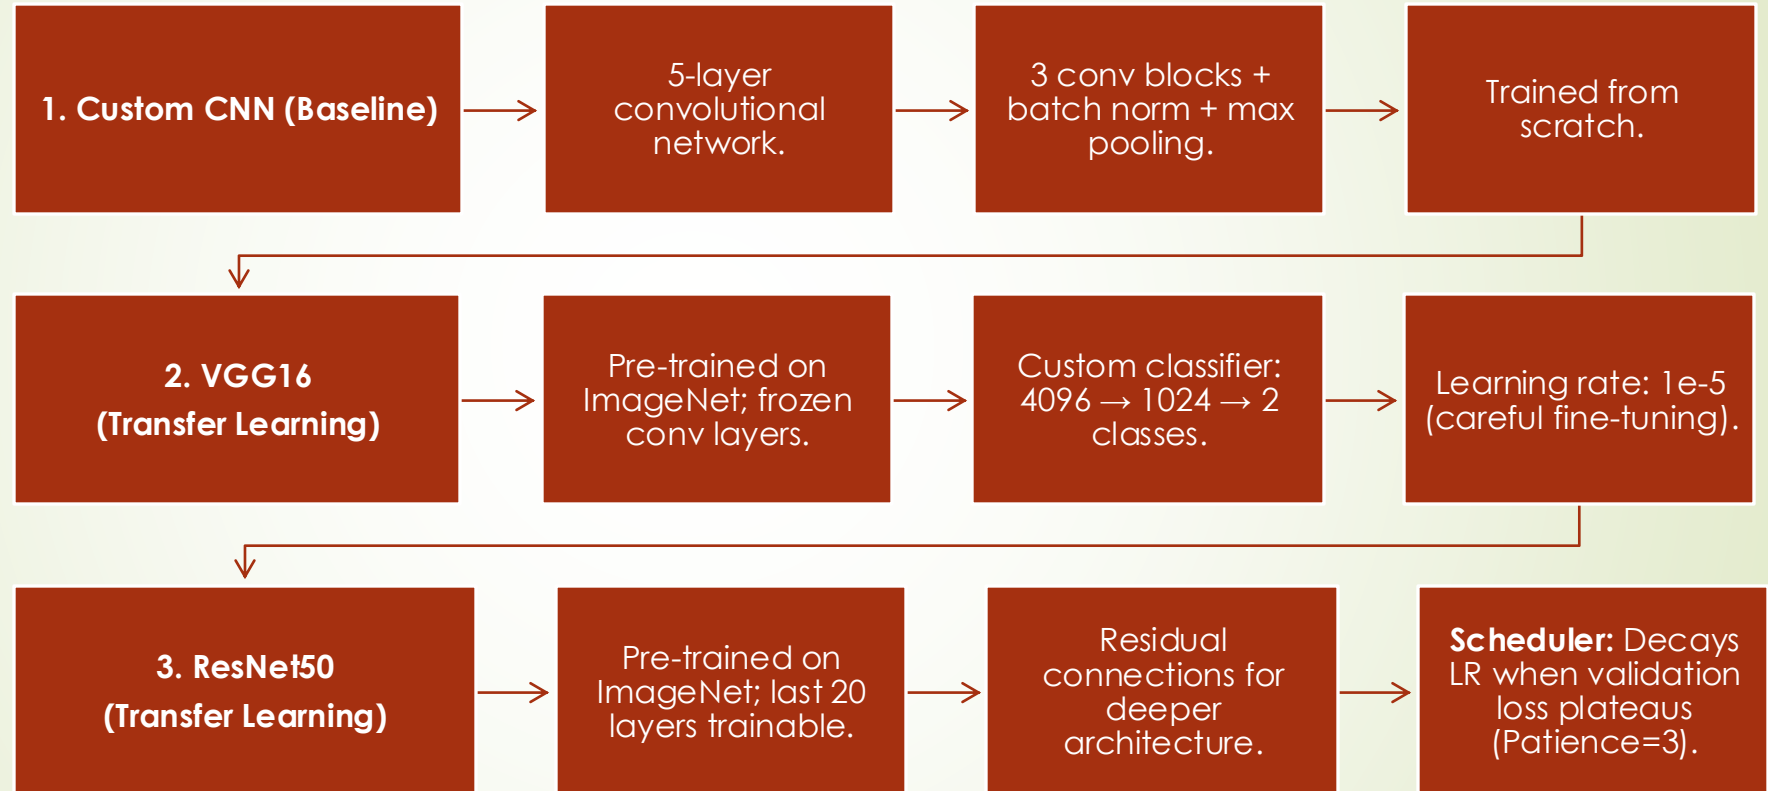 1. Custom CNN (Baseline)
5-layer
convolutional
network.
3 conv blocks +
batch norm + max
pooling.
Trained from
scratch.
2. VGG16
(Transfer Learning)
Pre-trained on
ImageNet; frozen
conv layers.
Custom classifier:
4096 → 1024 → 2
classes.
Learning rate: 1e-5
(careful fine-tuning).
3. ResNet50
(Transfer Learning)
Pre-trained on
ImageNet; last 20
layers trainable.
Residual
connections for
deeper
architecture.
Scheduler: Decays
LR when validation
loss plateaus
(Patience=3).